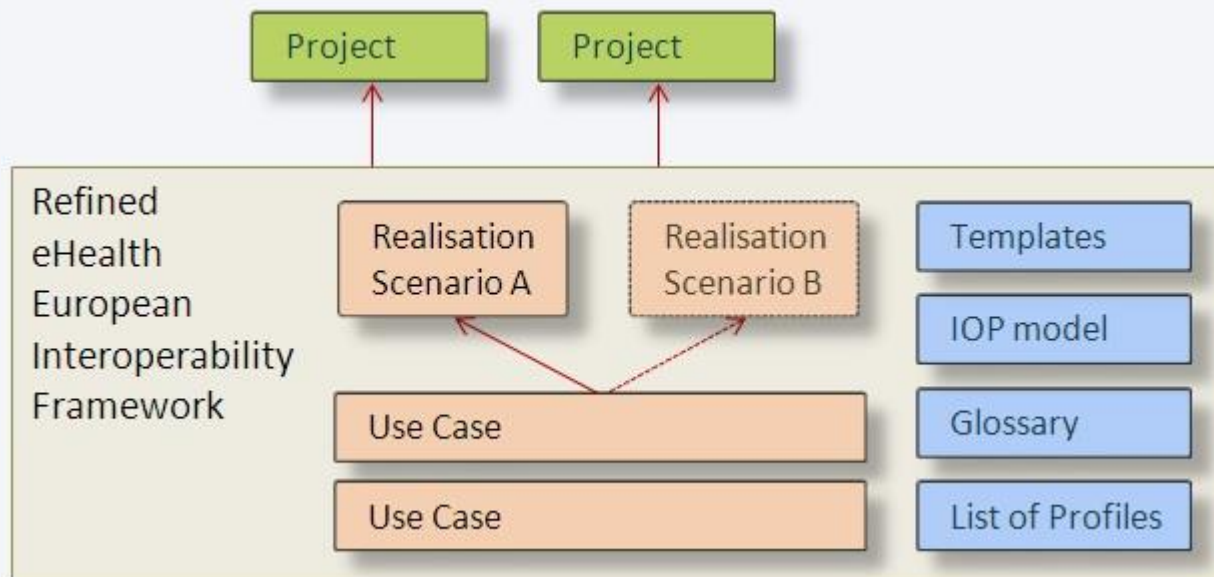 Project
Project
Refined
eHealth
European
Interoperability
Framework
Realisation
Scenario A
Realisation
Scenario B
Use Case
Use Case
Templates
IOP model
Glossary
List of Profiles